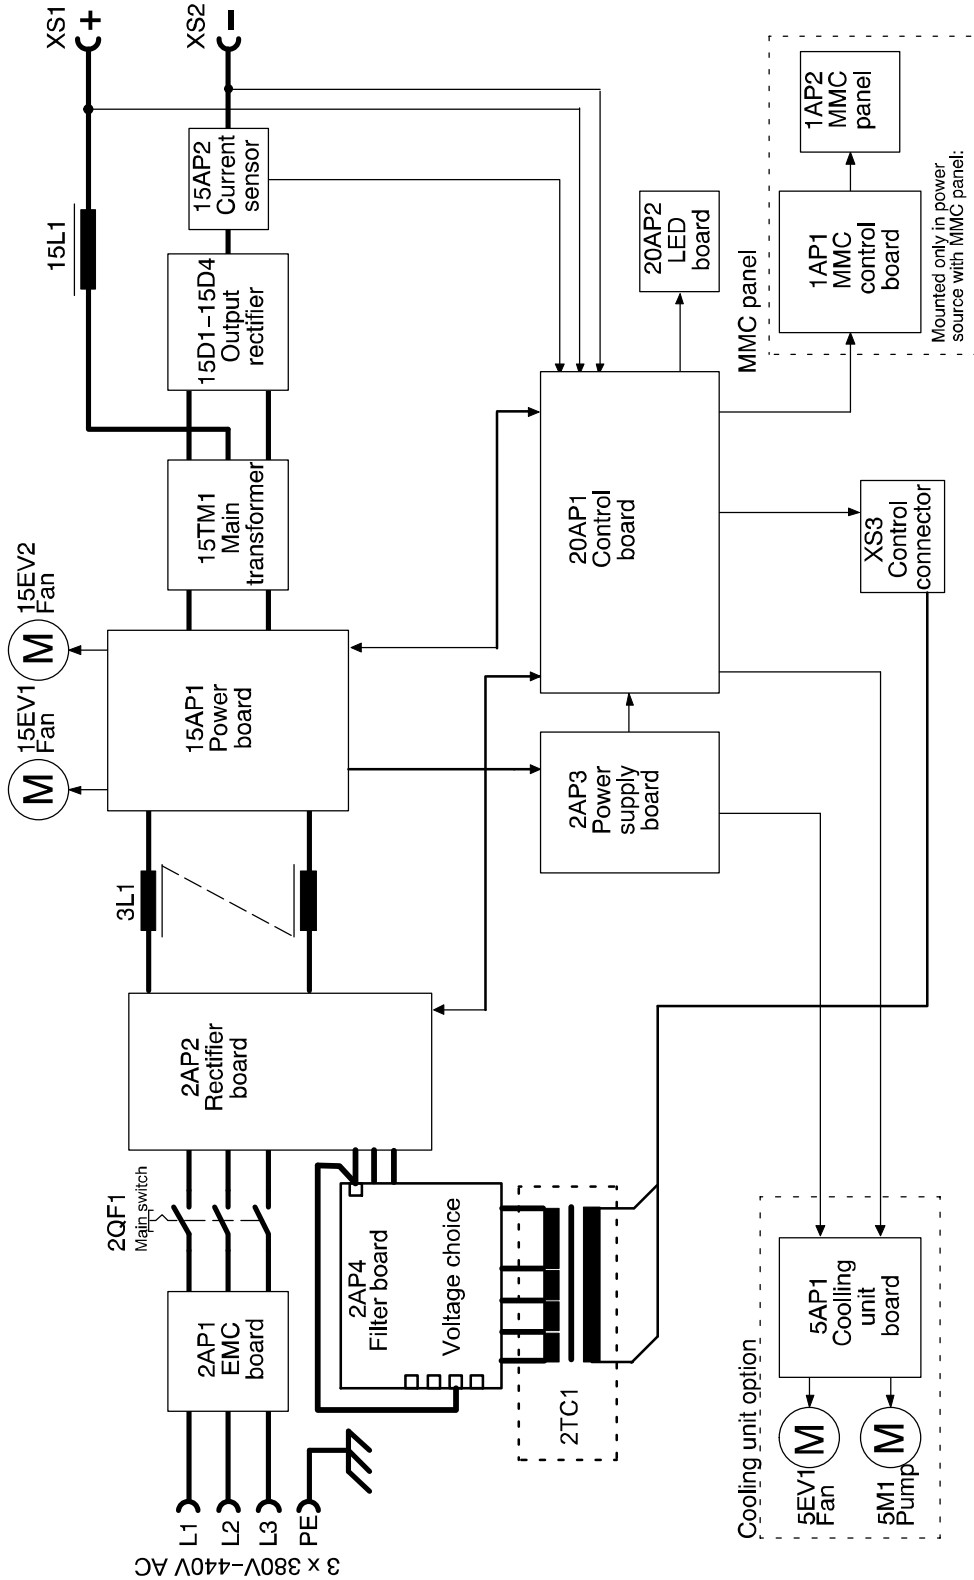 3 x 380V-440V AC
L1
L2
L3
PE
2AP1
EMC
board
2QF1
Main switch
2AP2
Rectifier
board
3L1
15EV1
Fan
M
15EV2
Fan
M
15AP1
Power
board
15TM1
Main
transformer
15D1-15D4
Output
rectifier
15AP2
Current
sensor
15L1
XS1
+
XS2
-
2AP4
Filter board
Voltage choice
2TC1
2AP3
Power
supply
board
20AP1
Control
board
20AP2
LED
board
MMC panel
1AP1
MMC
control
board
1AP2
MMC
panel
Mounted only in power
source with MMC panel:
XS3
Control
connector
Cooling unit option
5AP1
Coolling
unit
board
M
5EV1
Fan
M
5M1
Pump